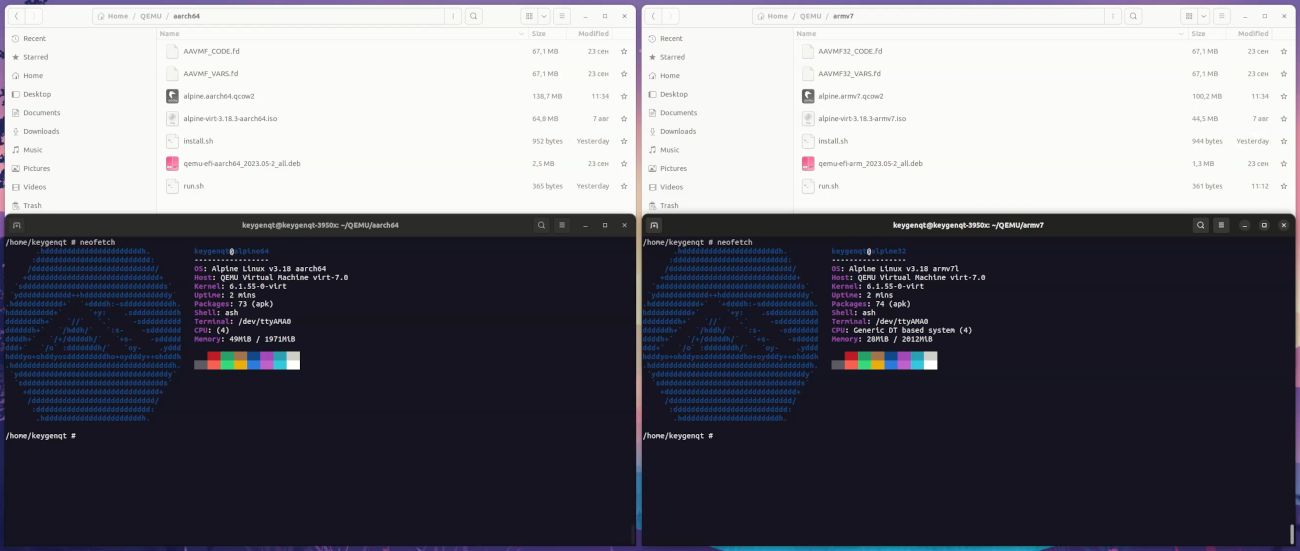 Home / QEMU / aarch64
Name Size Modified
Recent
Starred
Home
Desktop
Documents
Downloads
Music
Pictures
Videos
Trash
AAVMF_CODE.fd 67,1 MB 23 сен
AAVMF_VARS.fd 67,1 MB 23 сен
alpine.aarch64.qcow2 138,7 MB 11:34
alpine-virt-3.18.3-aarch64.iso 64,8 MB 7 авг
install.sh 952 bytes Yesterday
qemu-efi-aarch64_2023.05-2_all.deb 2,5 MB 23 сен
run.sh 365 bytes Yesterday
Home / QEMU / armv7
Name Size Modified
Recent
Starred
Home
Desktop
Documents
Downloads
Music
Pictures
Videos
Trash
AAVMF32_CODE.fd 67,1 MB 23 сен
AAVMF32_VARS.fd 67,1 MB 23 сен
alpine.armv7.qcow2 100,2 MB 11:34
alpine-virt-3.18.3-armv7.iso 44,5 MB 7 авг
install.sh 944 bytes Yesterday
qemu-efi-arm_2023.05-2_all.deb 1,3 MB 23 сен
run.sh 361 bytes 11:12
keygenqt@keygenqt-3950x: ~/QEMU/aarch64
/home/keygenqt # neofetch
keygenqt@alpine64
-----------------
OS: Alpine Linux v3.18 aarch64
Host: QEMU Virtual Machine virt-7.0
Kernel: 6.1.55-0-virt
Uptime: 2 mins
Packages: 73 (apk)
Shell: ash
Terminal: /dev/ttyAMA0
CPU: (4)
Memory: 49MiB / 1971MiB
/home/keygenqt #
keygenqt@keygenqt-3950x: ~/QEMU/armv7
/home/keygenqt # neofetch
keygenqt@alpine32
-----------------
OS: Alpine Linux v3.18 armv7l
Host: QEMU Virtual Machine virt-7.0
Kernel: 6.1.55-0-virt
Uptime: 2 mins
Packages: 74 (apk)
Shell: ash
Terminal: /dev/ttyAMA0
CPU: Generic DT based system (4)
Memory: 28MiB / 2012MiB
/home/keygenqt #